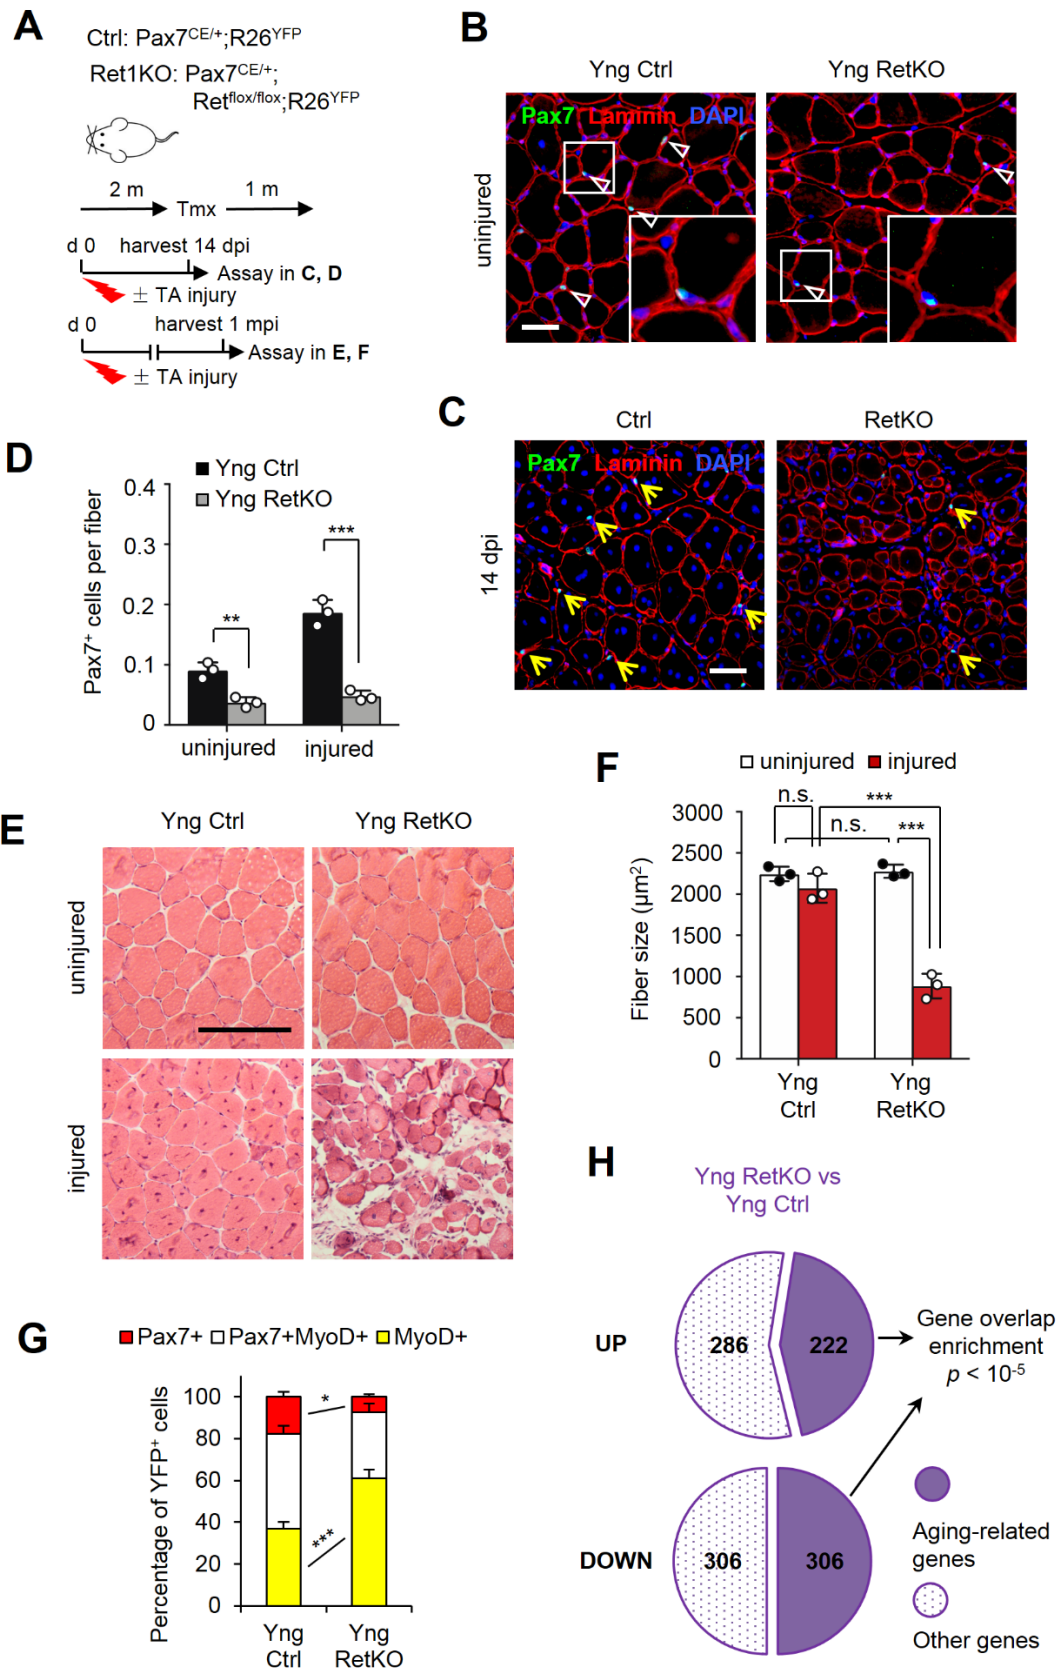 A
Ctrl: Pax7CE/+;R26YFP
Ret1KO: Pax7CE/+;
Retflox/flox;R26YFP
2 m
Tmx
1 m
d 0 harvest 14 dpi
Assay in C, D
± TA injury
d 0 harvest 1 mpi
Assay in E, F
± TA injury
B
Yng Ctrl
Yng RetKO
uninjured
Pax7 Laminin DAPI
C
Ctrl
RetKO
14 dpi
Pax7 Laminin DAPI
D
Yng Ctrl
Yng RetKO
Pax7+ cells per fiber
0.4
0.3
0.2
0.1
0
**
***
uninjured
injured
E
Yng Ctrl
Yng RetKO
uninjured
injured
F
uninjured
injured
Fiber size (µm2)
3000
2500
2000
1500
1000
500
0
n.s.
***
n.s.
***
Yng
Ctrl
Yng
RetKO
G
Pax7+ Pax7+MyoD+ MyoD+
Percentage of YFP+ cells
100
80
60
40
20
0
*
***
Yng
Ctrl
Yng
RetKO
H
Yng RetKO vs
Yng Ctrl
UP
286
222
Gene overlap
enrichment
p < 10-5
DOWN
306
306
Aging-related
genes
Other genes